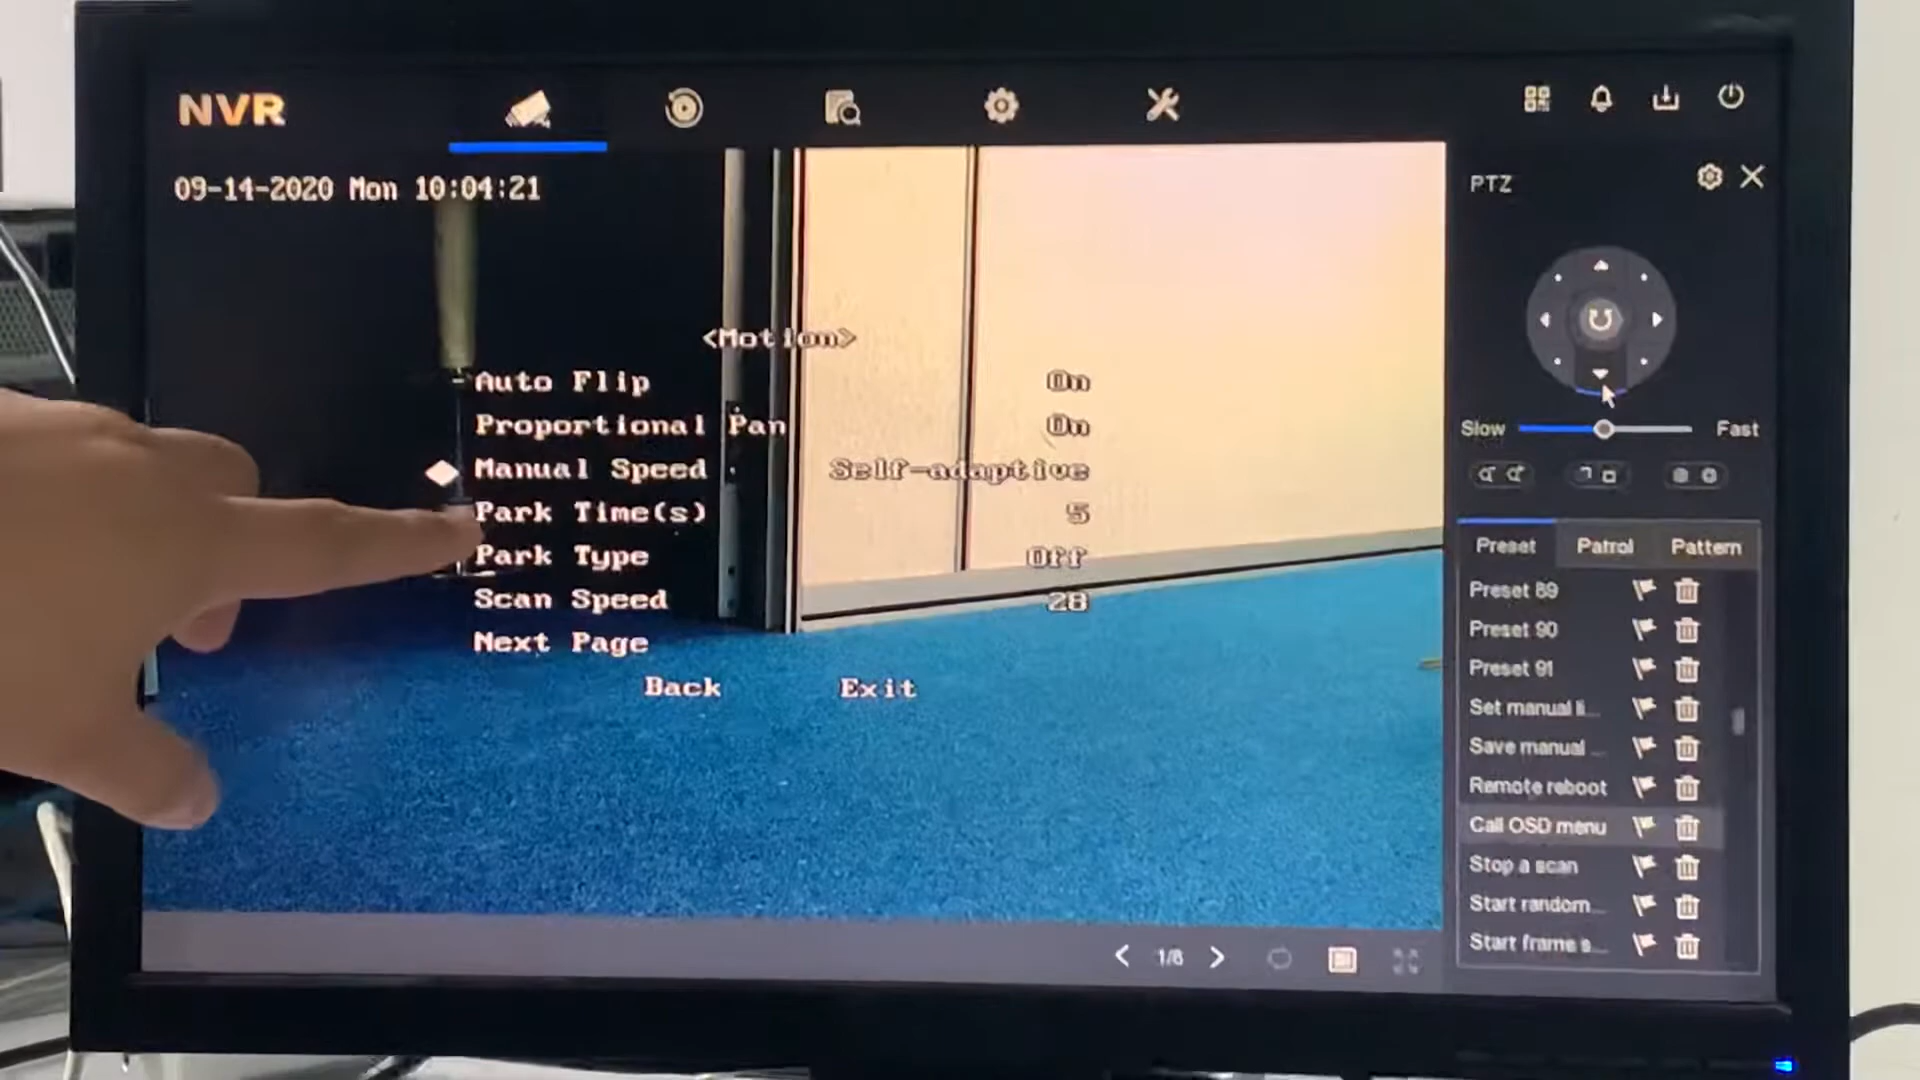 NVR
09-14-2020 Mon 10:04:21
<Motion>
Auto Flip On
Proportional Pan On
Manual Speed Self-adaptive
Park Time(s) 5
Park Type Off
Scan Speed 28
Next Page
Back Exit
1/8
PTZ
Slow Fast
Preset Patrol Pattern
Preset 89
Preset 90
Preset 91
Set manual li...
Save manual ...
Remote reboot
Call OSD menu
Stop a scan
Start random...
Start frame s...